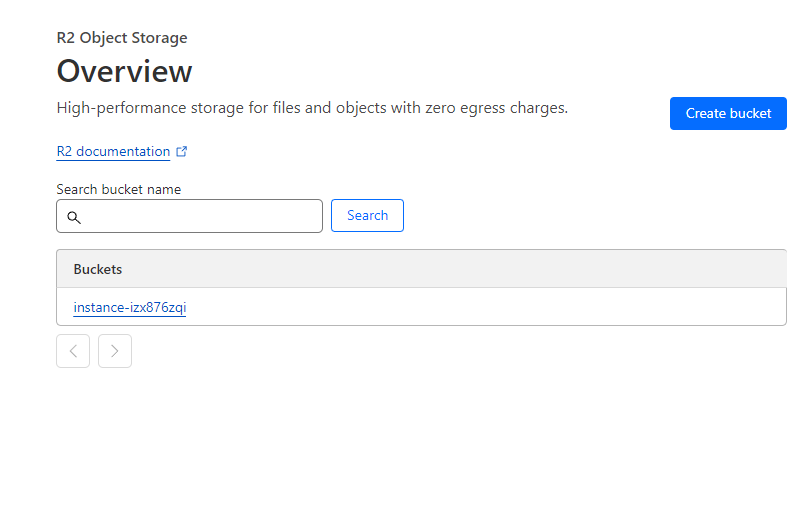 R2 Object Storage
Overview
High-performance storage for files and objects with zero egress charges.
Create bucket
R2 documentation
Search bucket name
Search
Buckets
instance-izx876zqi